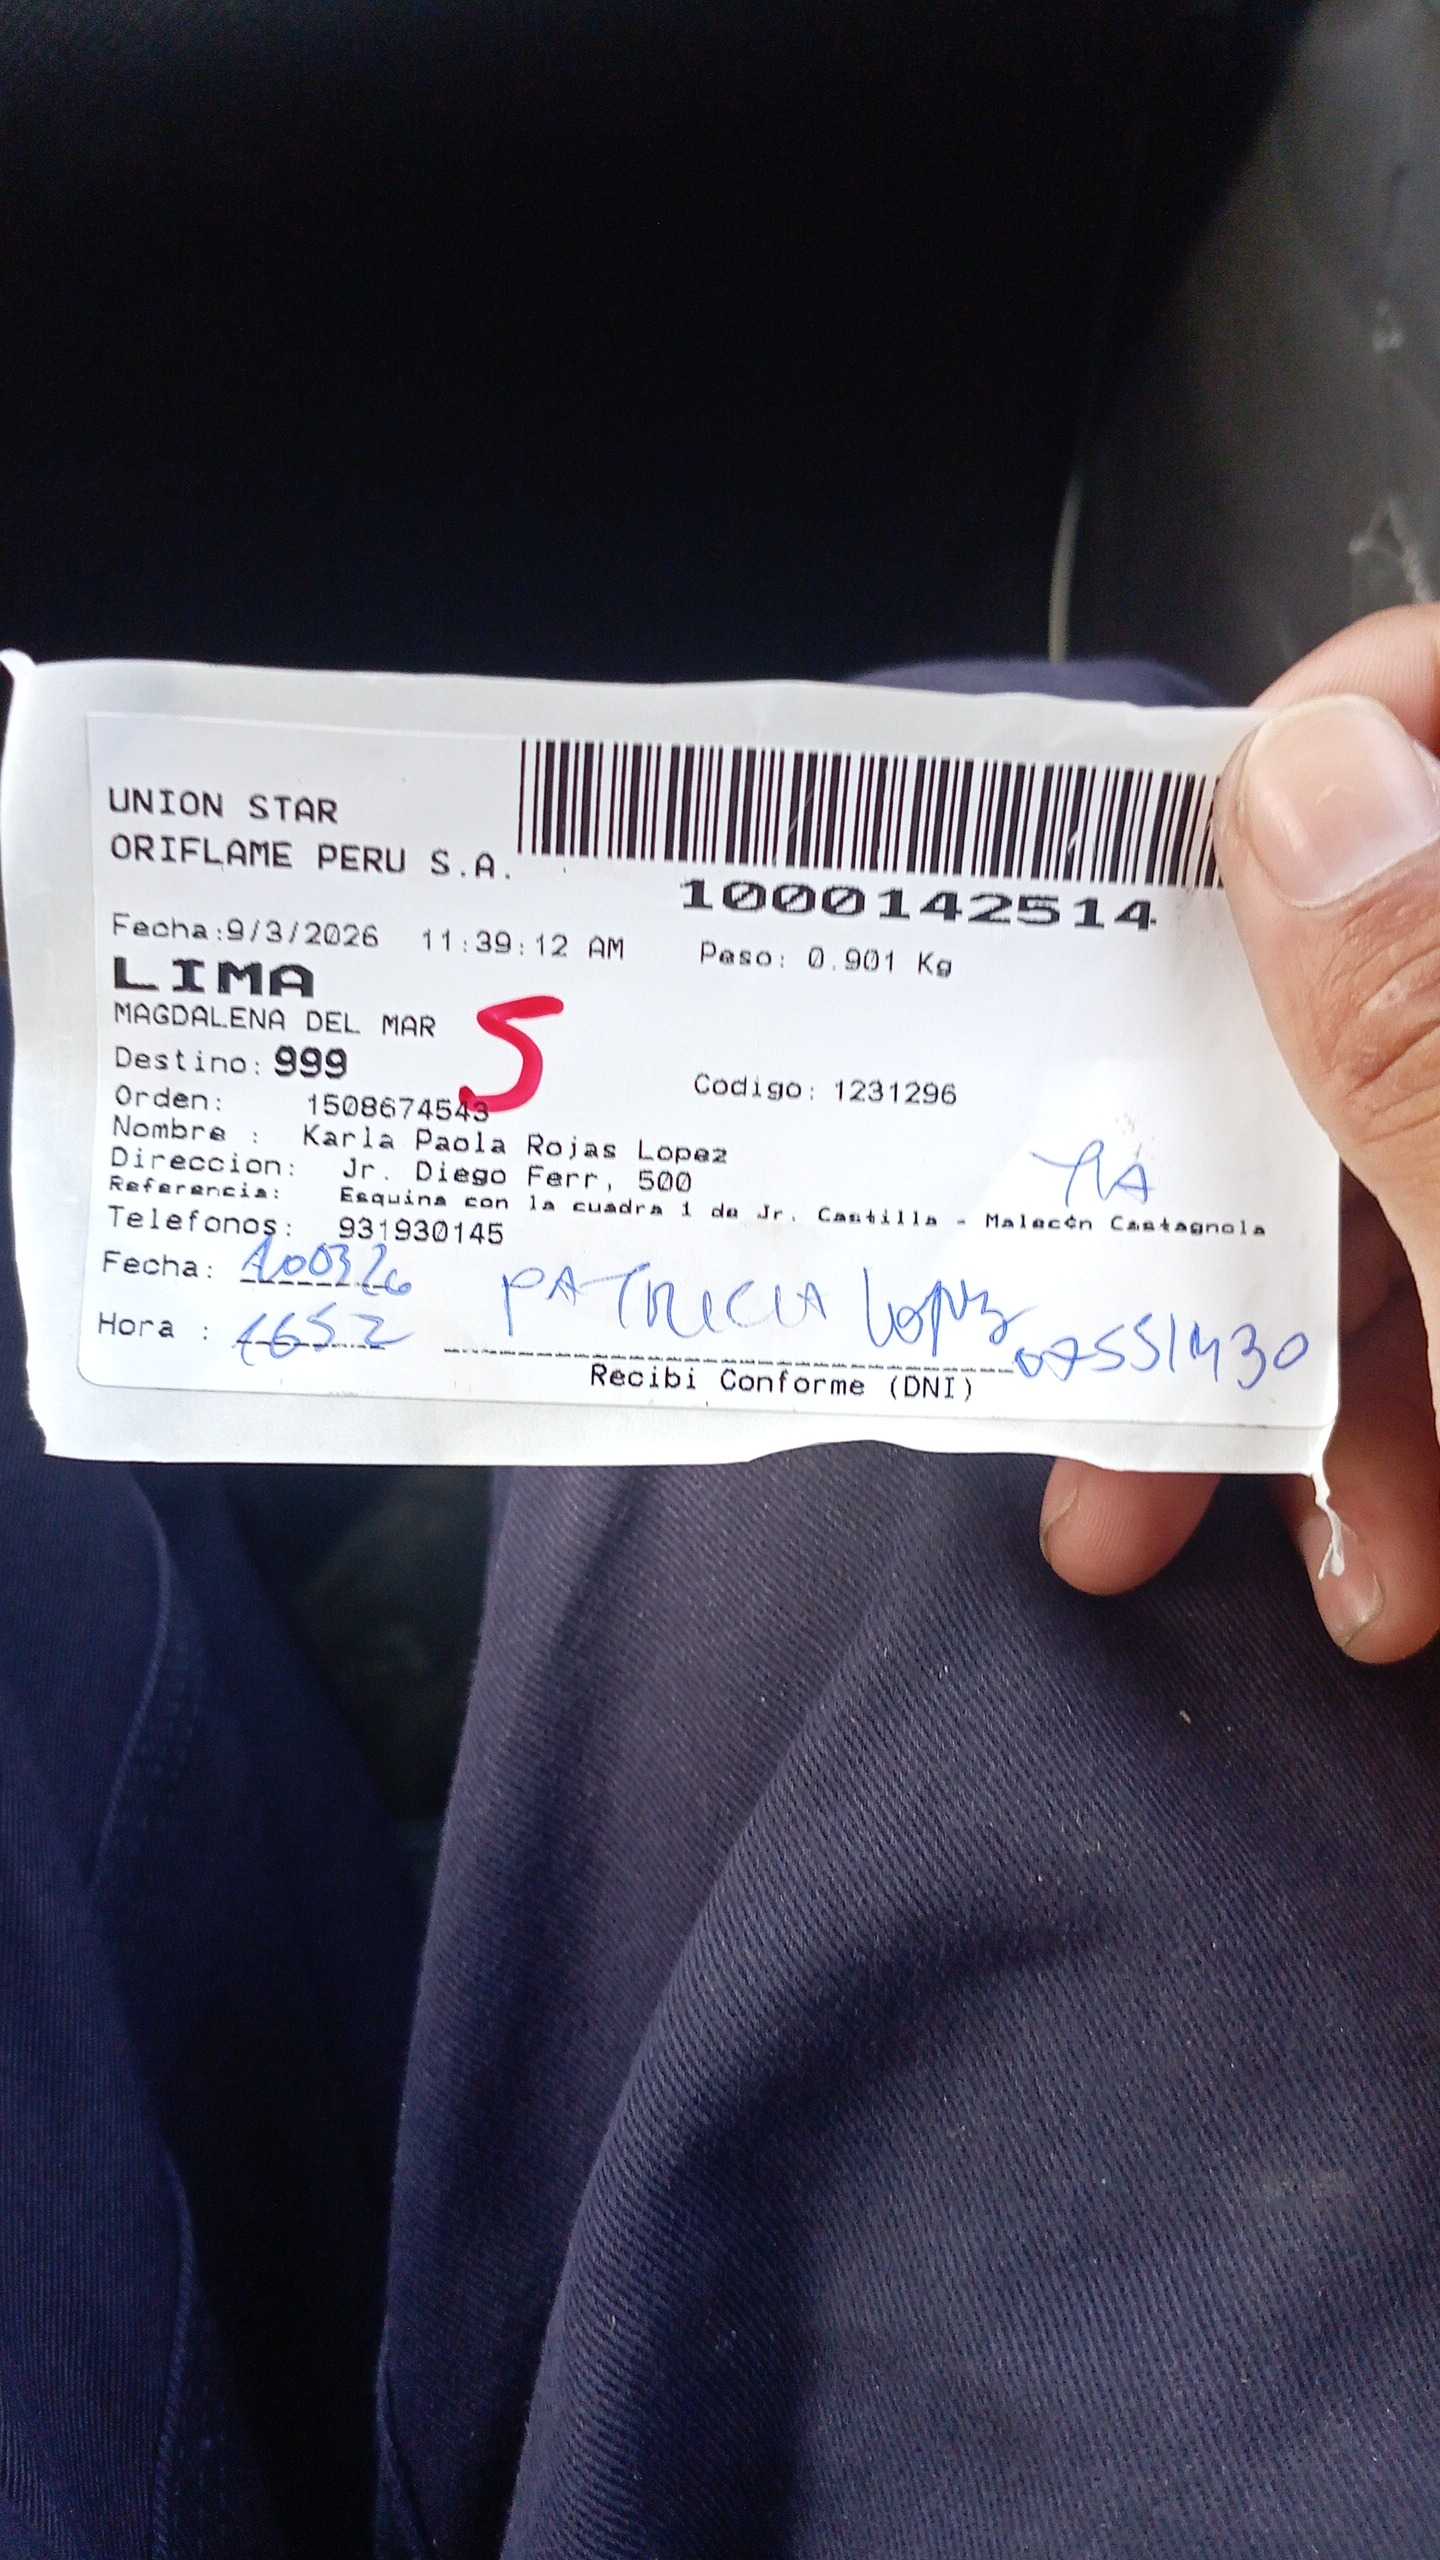 UNION STAR
ORIFLAME PERU S.A.
1000142514
Fecha:9/3/2026 11:39:12 AM Peso: 0.901 Kg
LIMA
MAGDALENA DEL MAR
5
Destino: 999
Codigo: 1231296
Orden: 1508674543
Nombre : Karla Paola Rojas Lopez
Direccion: Jr. Diego Ferr, 500
Referencia: Esquina con la cuadra 1 de Jr. Castilla - Malecón Castagnola
TIA
Telefonos: 931930145
Fecha: 100326
Hora : 1652
PATRICIA Lopez
Recibi Conforme (DNI)